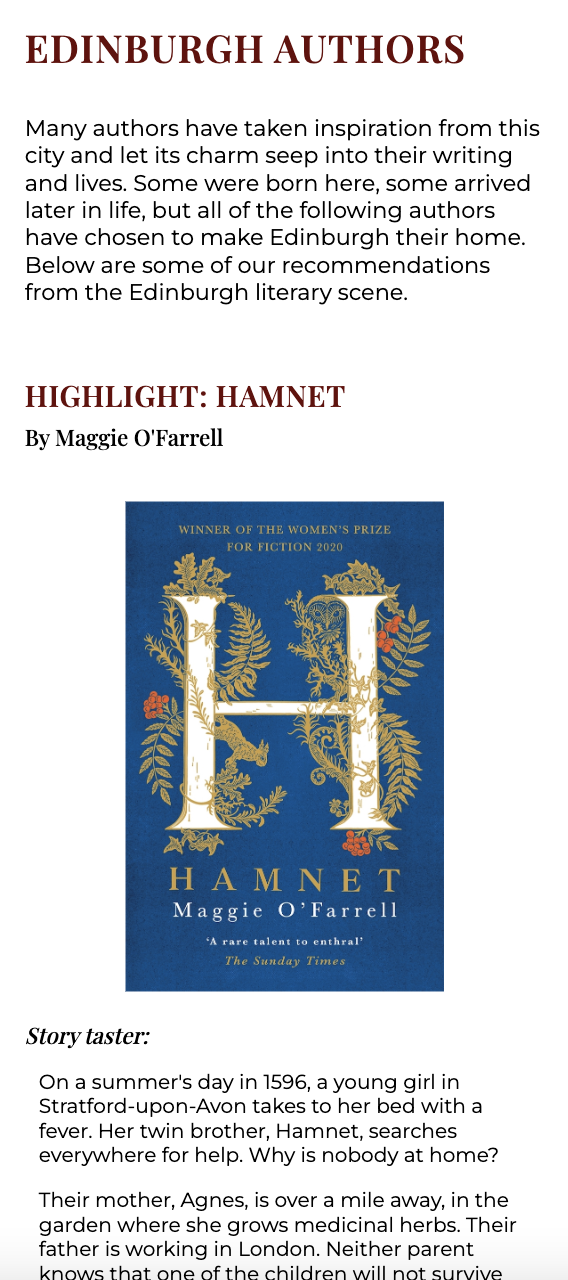 EDINBURGH AUTHORS
Many authors have taken inspiration from this
city and let its charm seep into their writing
and lives. Some were born here, some arrived
later in life, but all of the following authors
have chosen to make Edinburgh their home.
Below are some of our recommendations
from the Edinburgh literary scene.
HIGHLIGHT: HAMNET
By Maggie O'Farrell
WINNER OF THE WOMEN'S PRIZE
FOR FICTION 2020
H
HAMNET
Maggie O'Farrell
'A rare talent to enthral'
The Sunday Times
Story taster:
On a summer's day in 1596, a young girl in
Stratford-upon-Avon takes to her bed with a
fever. Her twin brother, Hamnet, searches
everywhere for help. Why is nobody at home?
Their mother, Agnes, is over a mile away, in the
garden where she grows medicinal herbs. Their
father is working in London. Neither parent
knows that one of the children will not survive